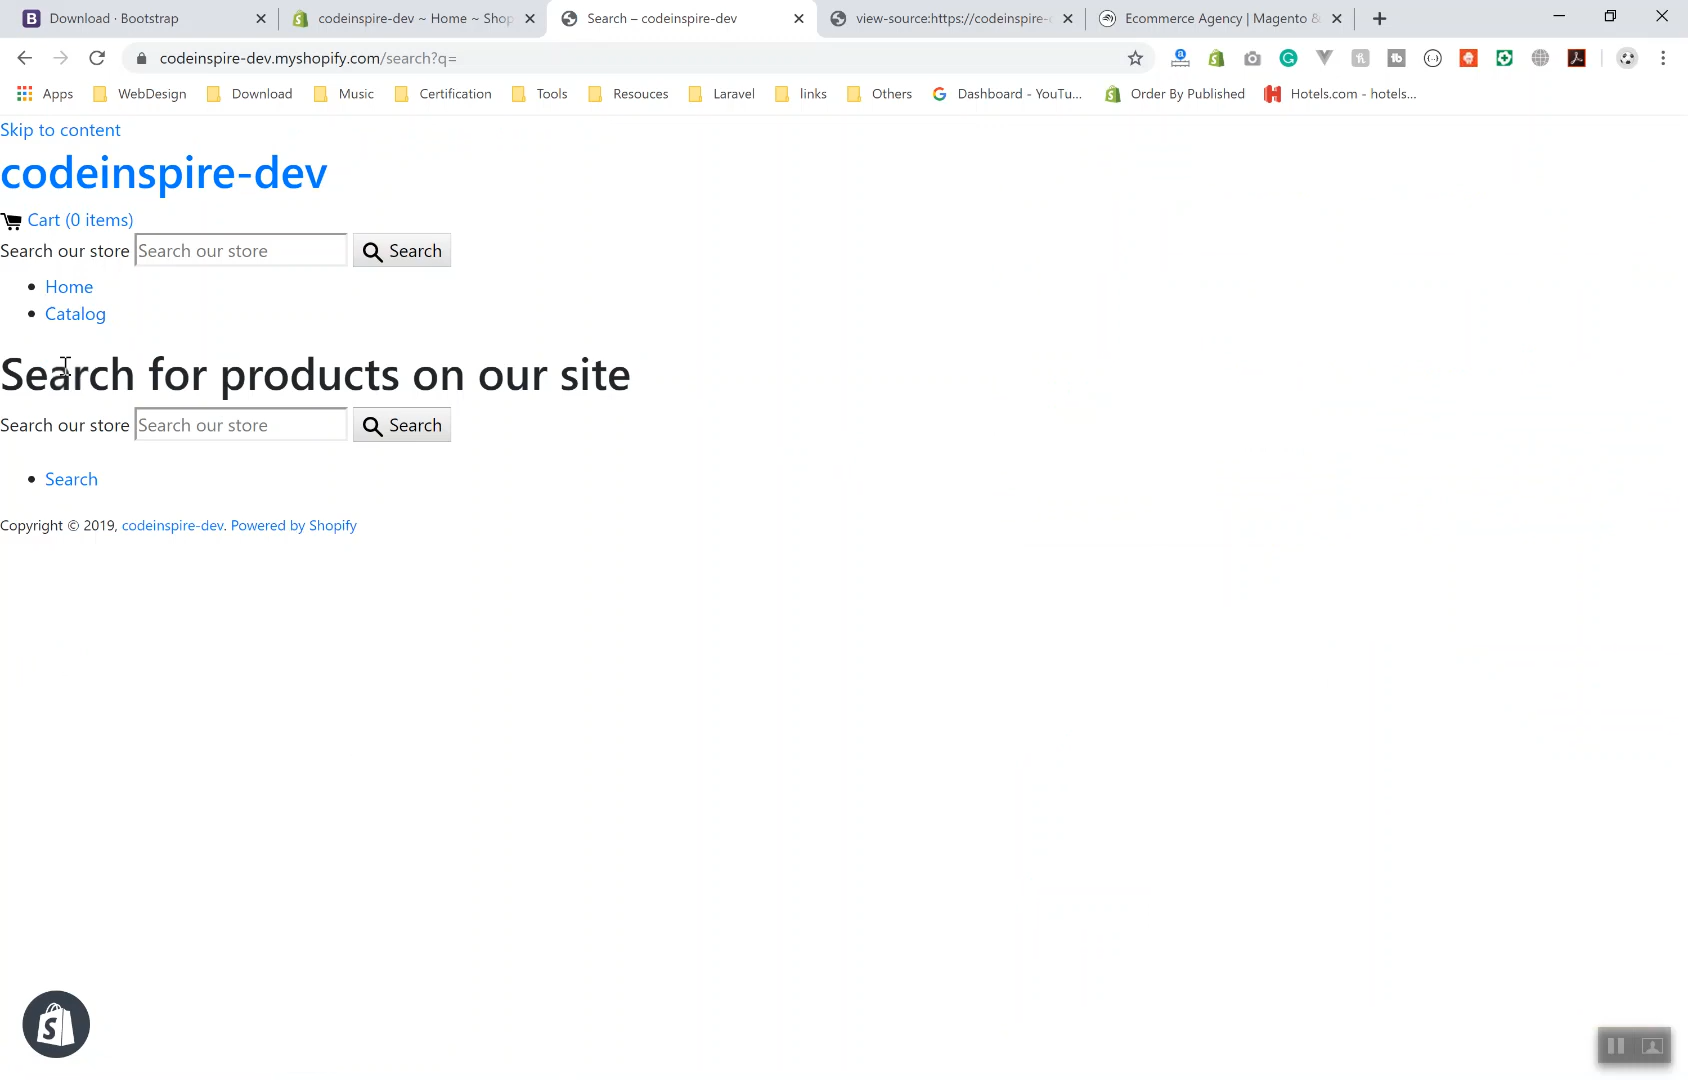 Download · Bootstrap
codeinspire-dev ~ Home ~ Shop
Search – codeinspire-dev
view-source:https://codeinspire-
Ecommerce Agency | Magento &
codeinspire-dev.myshopify.com/search?q=
Apps WebDesign Download Music Certification Tools Resouces Laravel links Others Dashboard - YouTu... Order By Published Hotels.com - hotels...
Skip to content
codeinspire-dev
Cart (0 items)
Search our store Search our store Search
Home
Catalog
Search for products on our site
Search our store Search our store Search
Search
Copyright © 2019, codeinspire-dev. Powered by Shopify